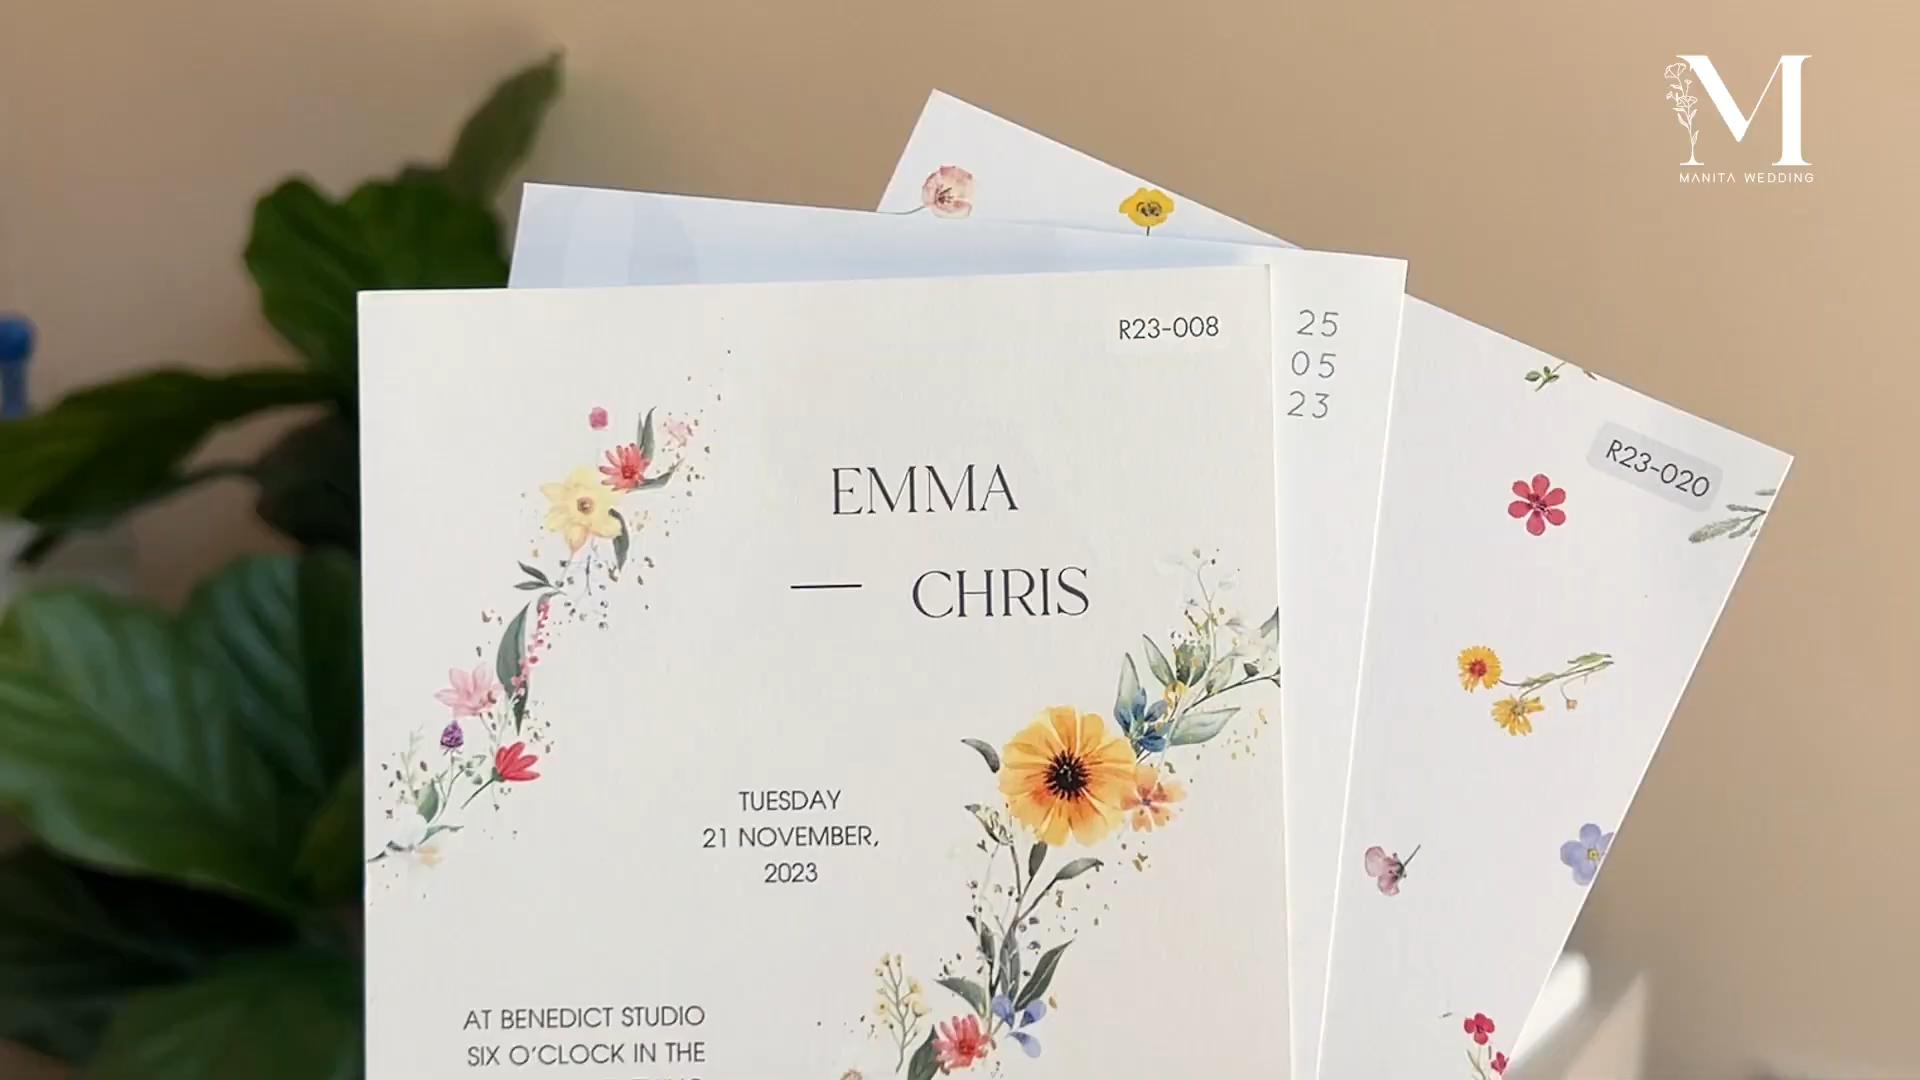 M
MANITA WEDDING
R23-008
25
05
23
R23-020
EMMA
— CHRIS
TUESDAY
21 NOVEMBER,
2023
AT BENEDICT STUDIO
SIX O'CLOCK IN THE